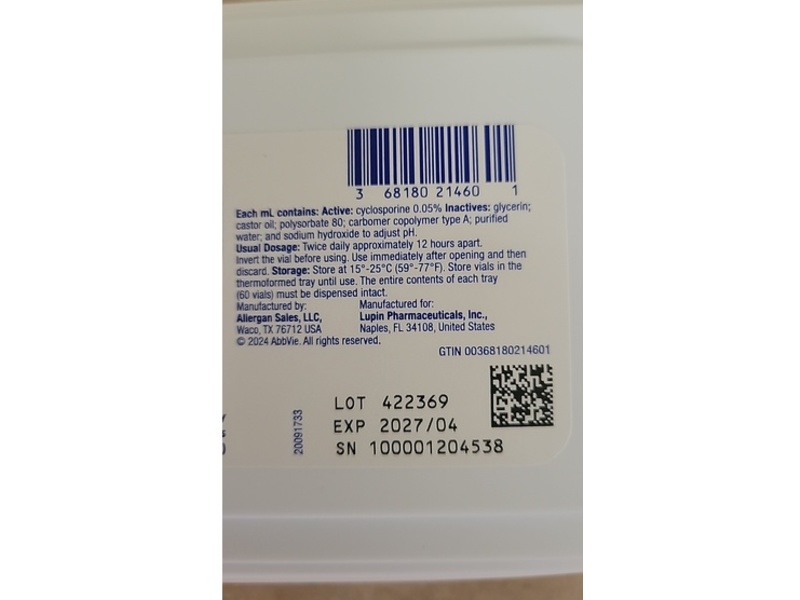 3 68180 21460 1
Each mL contains: Active: cyclosporine 0.05% Inactives: glycerin;
castor oil; polysorbate 80; carbomer copolymer type A; purified
water; and sodium hydroxide to adjust pH.
Usual Dosage: Twice daily approximately 12 hours apart.
Invert the vial before using. Use immediately after opening and then
discard. Storage: Store at 15°-25°C (59°-77°F). Store vials in the
thermoformed tray until use. The entire contents of each tray
(60 vials) must be dispensed intact.
Manufactured by:
Allergan Sales, LLC,
Waco, TX 76712 USA
© 2024 AbbVie. All rights reserved.
Manufactured for:
Lupin Pharmaceuticals, Inc.,
Naples, FL 34108, United States
GTIN 00368180214601
20091733
LOT 422369
EXP 2027/04
SN 100001204538